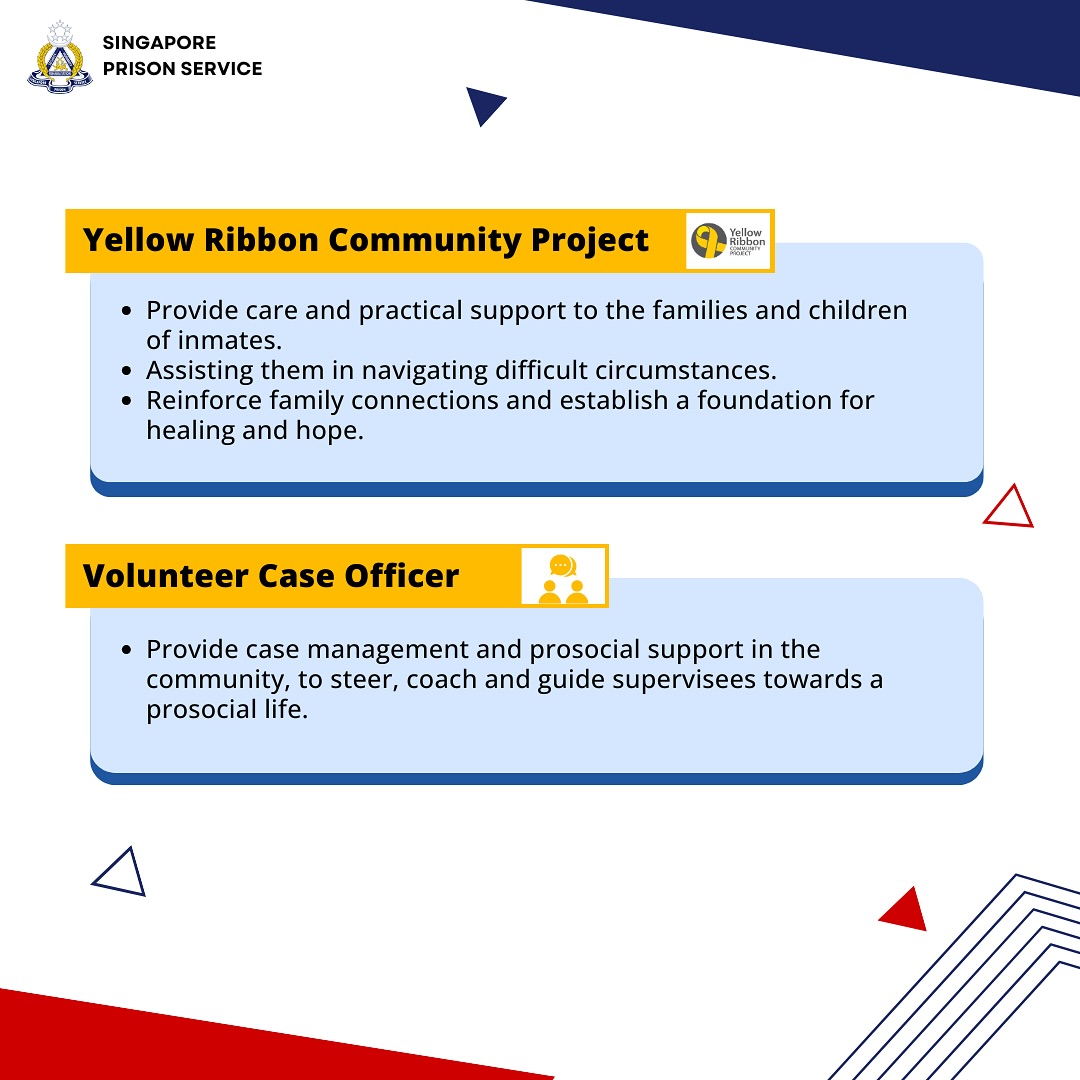 SINGAPORE
PRISON SERVICE
Yellow Ribbon Community Project
Yellow
Ribbon
COMMUNITY
PROJECT
• Provide care and practical support to the families and children
of inmates.
• Assisting them in navigating difficult circumstances.
• Reinforce family connections and establish a foundation for
healing and hope.
Volunteer Case Officer
• Provide case management and prosocial support in the
community, to steer, coach and guide supervisees towards a
prosocial life.